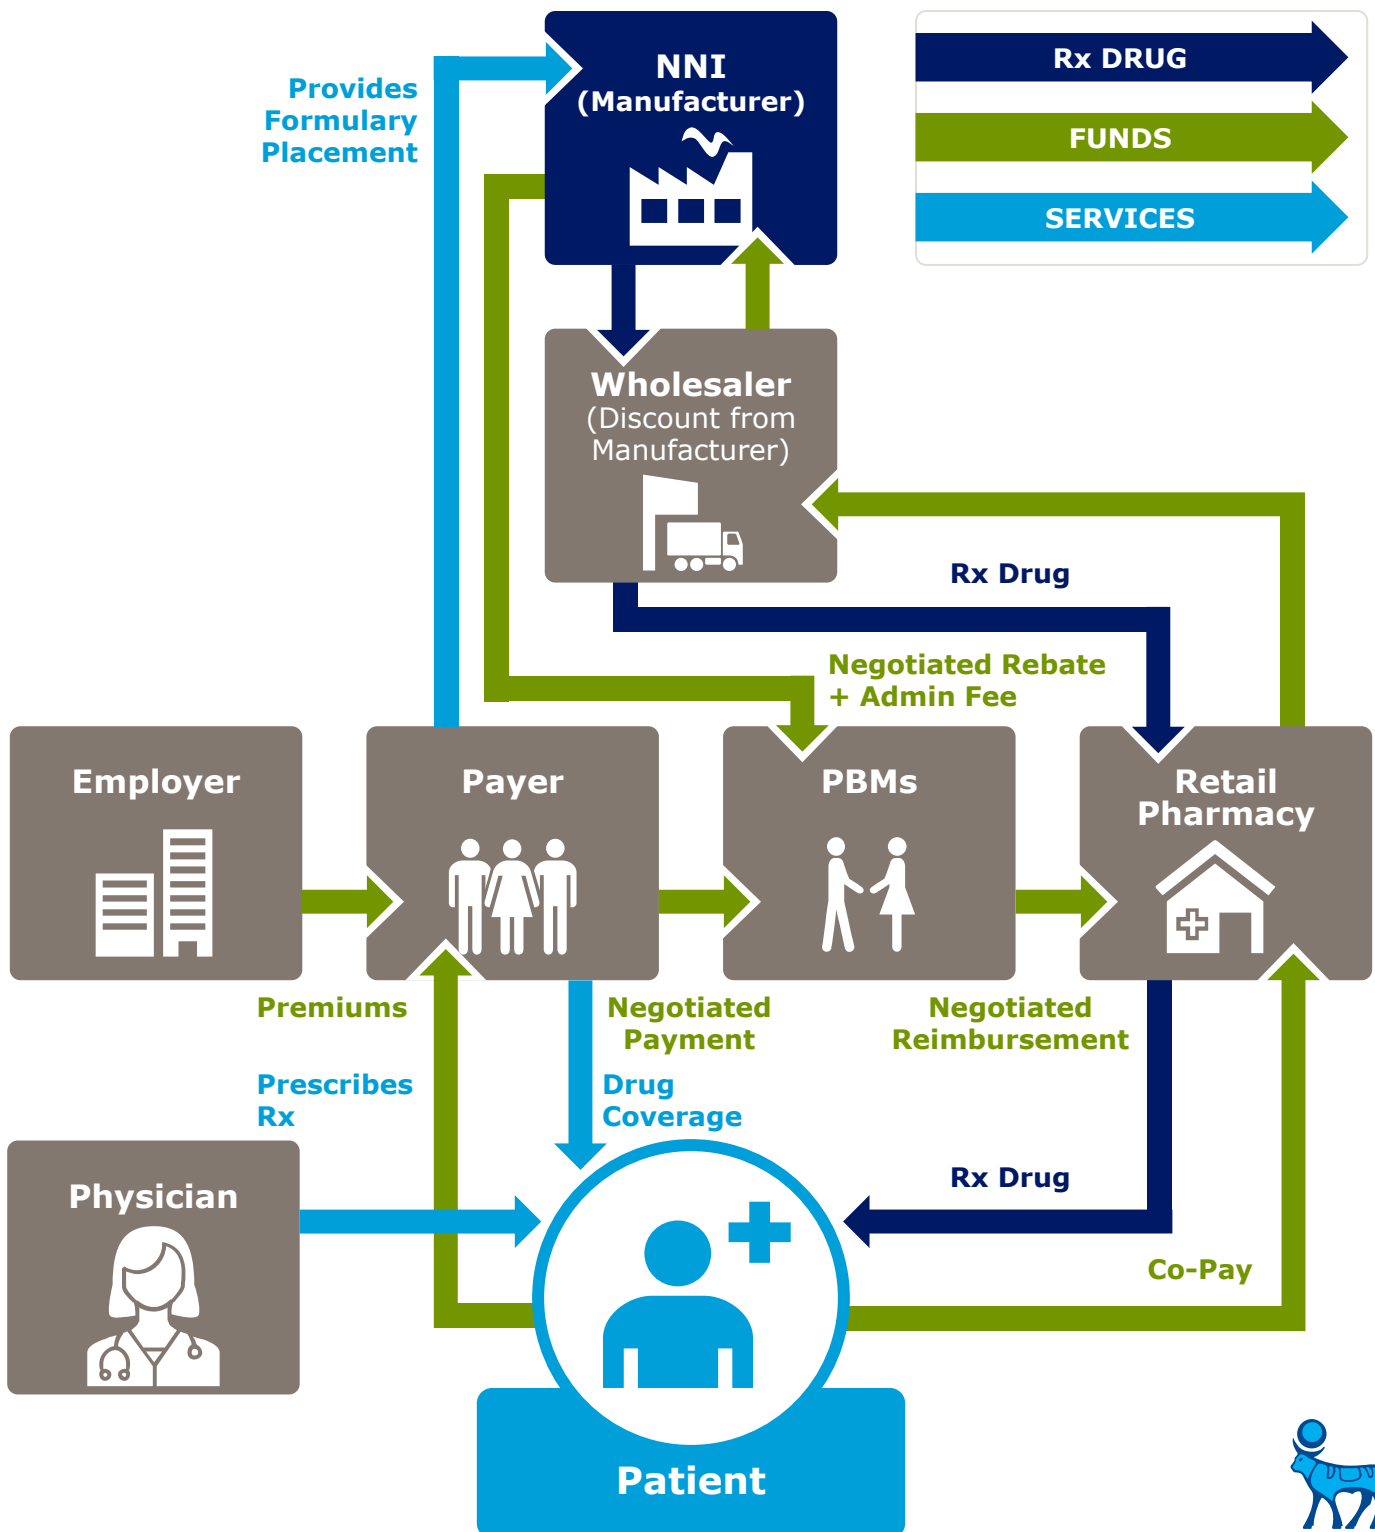 Provides
Formulary
Placement
NNI
(Manufacturer)
Rx DRUG
FUNDS
SERVICES
Wholesaler
(Discount from
Manufacturer)
Rx Drug
Negotiated Rebate
+ Admin Fee
Employer
Payer
PBMs
Retail
Pharmacy
Premiums
Negotiated
Payment
Negotiated
Reimbursement
Prescribes
Rx
Drug
Coverage
Physician
Rx Drug
Co-Pay
Patient